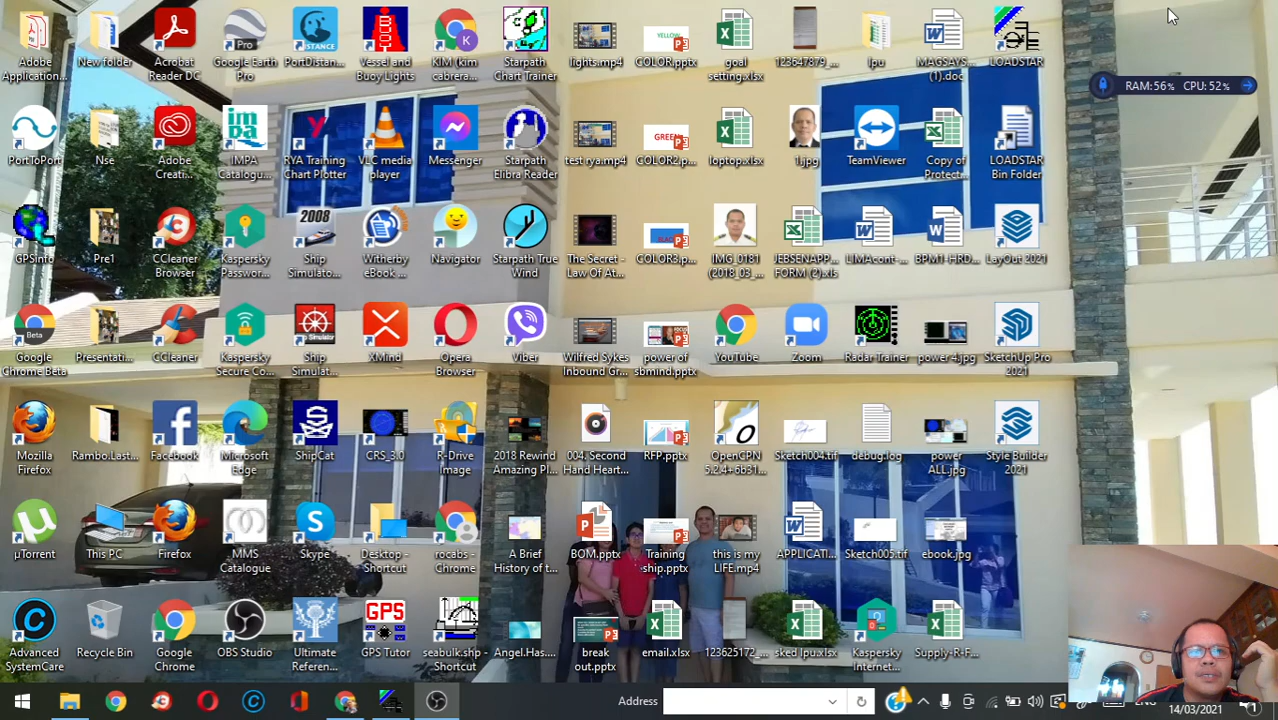 Adobe
Application...
New folder
Acrobat
Reader DC
Google Earth
Pro
PortDistan...
Vessel and
Buoy Lights
KIM (kim
cabrera...
Starpath
Chart Trainer
lights.mp4
COLOR.pptx
goal
setting.xlsx
123647879_...
lpu
MAGSAYS...
(1).doc
LOADSTAR
RAM:56% CPU:52%
PortToPort
Nse
Adobe
Creati...
IMPA
Catalogu...
RYA Training
Chart Plotter
VLC media
player
Messenger
Starpath
Elibra Reader
test rya.mp4
COLOR2.p...
loptop.xlsx
1.jpg
TeamViewer
Copy of
Protect...
LOADSTAR
Bin Folder
GPSinfo
Pre1
CCleaner
Browser
Kaspersky
Passwor...
Ship
Simulato...
Witherby
eBook ...
Navigator
Starpath True
Wind
The Secret -
Law Of At...
COLOR3.p...
IMG_0181
(2018_03_...
JEBSENAPP...
FORM (2).xls
LIMAcont-...
BPM1-HRD...
LayOut 2021
Google
Chrome Beta
Presentati...
CCleaner
Kaspersky
Secure Co...
Ship
Simulat...
XMind
Opera
Browser
Viber
Wilfred Sykes
Inbound Gr...
power of
sbmind.pptx
YouTube
Zoom
Radar Trainer
power 4.jpg
SketchUp Pro
2021
Mozilla
Firefox
Rambo.Last...
Facebook
Microsoft
Edge
ShipCat
CRS_3.0
R-Drive
Image
2018 Rewind
Amazing Pl...
004. Second
Hand Heart...
RFP.pptx
OpenCPN
5.2.4+6b31...
Sketch004.tif
debug.log
power
ALL.jpg
Style Builder
2021
µTorrent
This PC
Firefox
MMS
Catalogue
Skype
Desktop -
Shortcut
rocabs -
Chrome
A Brief
History of t...
BOM.pptx
Training
-ship.pptx
this is my
LIFE.mp4
APPLICATI...
Sketch005.tif
ebook.jpg
Advanced
SystemCare
Recycle Bin
Google
Chrome
OBS Studio
Ultimate
Referen...
GPS Tutor
seabulk.shp -
Shortcut
Angel.Has....
break
out.pptx
email.xlsx
123625172_...
sked lpu.xlsx
Kaspersky
Internet...
Supply-R-F...
Address
ENG
14/03/2021